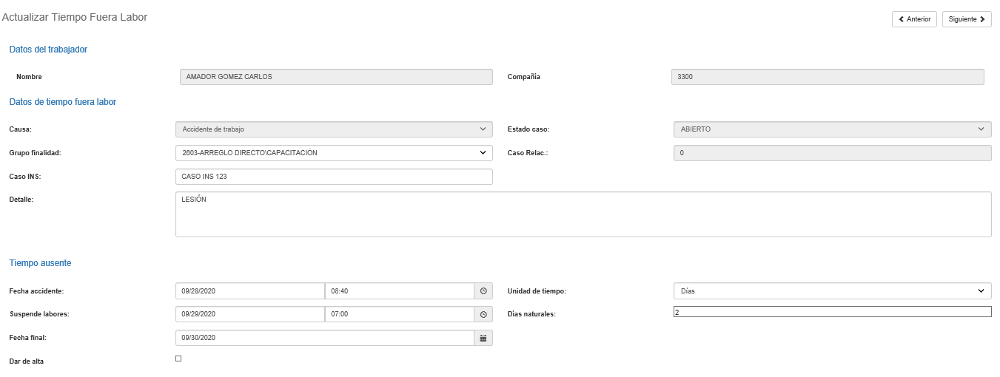 Actualizar Tiempo Fuera Labor
Anterior
Siguiente
Datos del trabajador
Nombre AMADOR GOMEZ CARLOS Compañía 3300
Datos de tiempo fuera labor
Causa: Accidente de trabajo Estado caso: ABIERTO
Grupo finalidad: 2603-ARREGLO DIRECTO\CAPACITACIÓN Caso Relac.: 0
Caso INS: CASO INS 123
Detalle: LESIÓN
Tiempo ausente
Fecha accidente: 09/28/2020 08:40 Unidad de tiempo: Días
Suspende labores: 09/29/2020 07:00 Días naturales: 2
Fecha final: 09/30/2020
Dar de alta